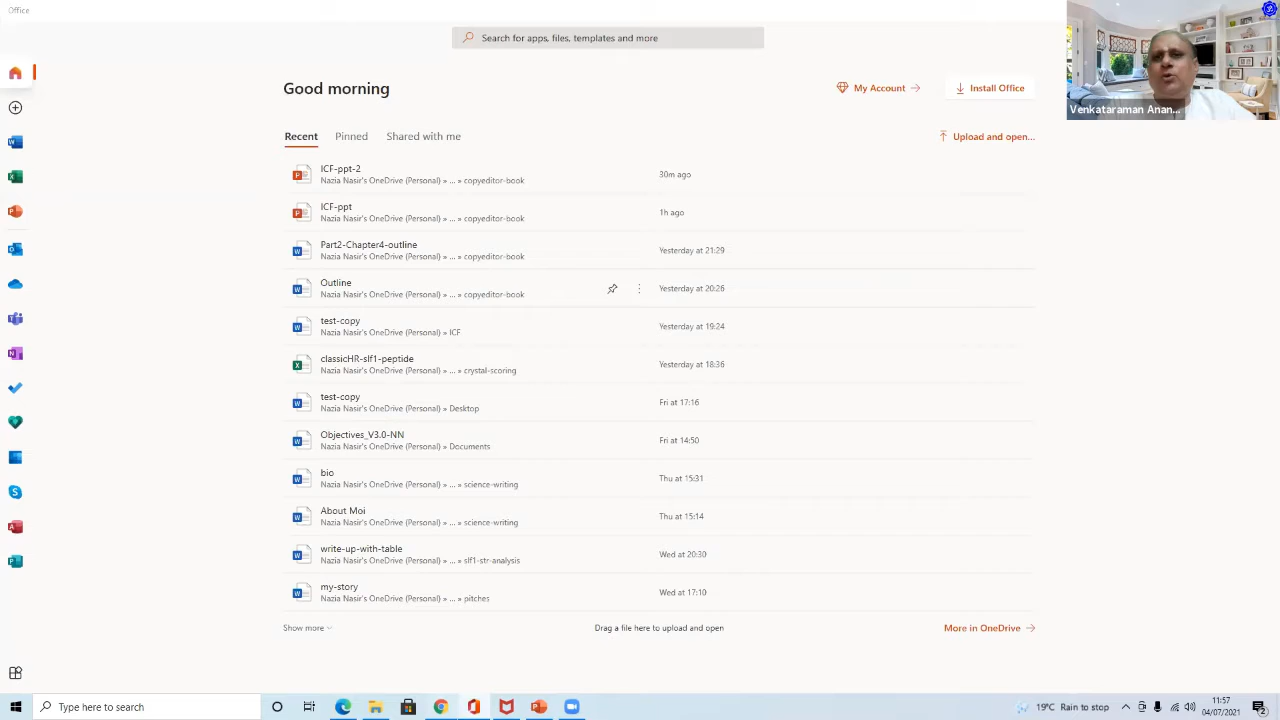 Office
Search for apps, files, templates and more
Good morning
My Account
Install Office
Venkataraman Anan...
Recent Pinned Shared with me
Upload and open...
ICF-ppt-2
Nazia Nasir's OneDrive (Personal) » ... » copyeditor-book
30m ago
ICF-ppt
Nazia Nasir's OneDrive (Personal) » ... » copyeditor-book
1h ago
Part2-Chapter4-outline
Nazia Nasir's OneDrive (Personal) » ... » copyeditor-book
Yesterday at 21:29
Outline
Nazia Nasir's OneDrive (Personal) » ... » copyeditor-book
Yesterday at 20:26
test-copy
Nazia Nasir's OneDrive (Personal) » ICF
Yesterday at 19:24
classicHR-slf1-peptide
Nazia Nasir's OneDrive (Personal) » ... » crystal-scoring
Yesterday at 18:36
test-copy
Nazia Nasir's OneDrive (Personal) » Desktop
Fri at 17:16
Objectives_V3.0-NN
Nazia Nasir's OneDrive (Personal) » Documents
Fri at 14:50
bio
Nazia Nasir's OneDrive (Personal) » ... » science-writing
Thu at 15:31
About Moi
Nazia Nasir's OneDrive (Personal) » ... » science-writing
Thu at 15:14
write-up-with-table
Nazia Nasir's OneDrive (Personal) » ... » slf1-str-analysis
Wed at 20:30
my-story
Nazia Nasir's OneDrive (Personal) » ... » pitches
Wed at 17:10
Show more
Drag a file here to upload and open
More in OneDrive
Type here to search
19°C Rain to stop
11:57
04/07/2021
2